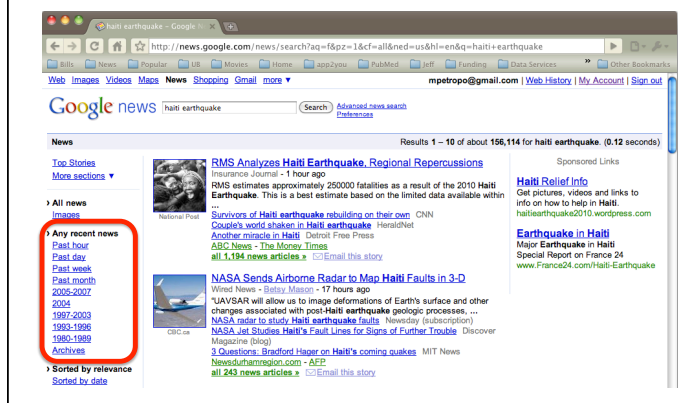 haiti earthquake – Google Ne
http://news.google.com/news/search?aq=f&pz=1&cf=all&ned=us&hl=en&q=haiti+earthquake
Bills News Popular UB Movies Home app2you PubMed Jeff Funding Data Services » Other Bookmarks
Web Images Videos Maps News Shopping Gmail more ▼ mpetropo@gmail.com | Web History | My Account | Sign out
Google news haiti earthquake Search Advanced news search
Preferences
News Results 1 – 10 of about 156,114 for haiti earthquake. (0.12 seconds)
Top Stories
More sections ▼
› All news
Images
› Any recent news
Past hour
Past day
Past week
Past month
2005-2007
2004
1997-2003
1993-1996
1980-1989
Archives
› Sorted by relevance
Sorted by date
National Post
RMS Analyzes Haiti Earthquake, Regional Repercussions
Insurance Journal - 1 hour ago
RMS estimates approximately 250000 fatalities as a result of the 2010 Haiti
Earthquake. This is a best estimate based on the limited data available within
...
Survivors of Haiti earthquake rebuilding on their own CNN
Couple's world shaken in Haiti earthquake HeraldNet
Another miracle in Haiti Detroit Free Press
ABC News - The Money Times
all 1,194 news articles » Email this story
CBC.ca
NASA Sends Airborne Radar to Map Haiti Faults in 3-D
Wired News - Betsy Mason - 17 hours ago
"UAVSAR will allow us to image deformations of Earth's surface and other
changes associated with post-Haiti earthquake geologic processes, ...
NASA radar to study Haiti earthquake faults Newsday (subscription)
NASA Jet Studies Haiti's Fault Lines for Signs of Further Trouble Discover
Magazine (blog)
3 Questions: Bradford Hager on Haiti's coming quakes MIT News
Newsdurhamregion.com - AFP
all 243 news articles » Email this story
Sponsored Links
Haiti Relief Info
Get pictures, videos and links to
info on how to help in Haiti.
haitiearthquake2010.wordpress.com
Earthquake in Haiti
Major Earthquake in Haiti
Special Report on France 24
www.France24.com/Haiti-Earthquake